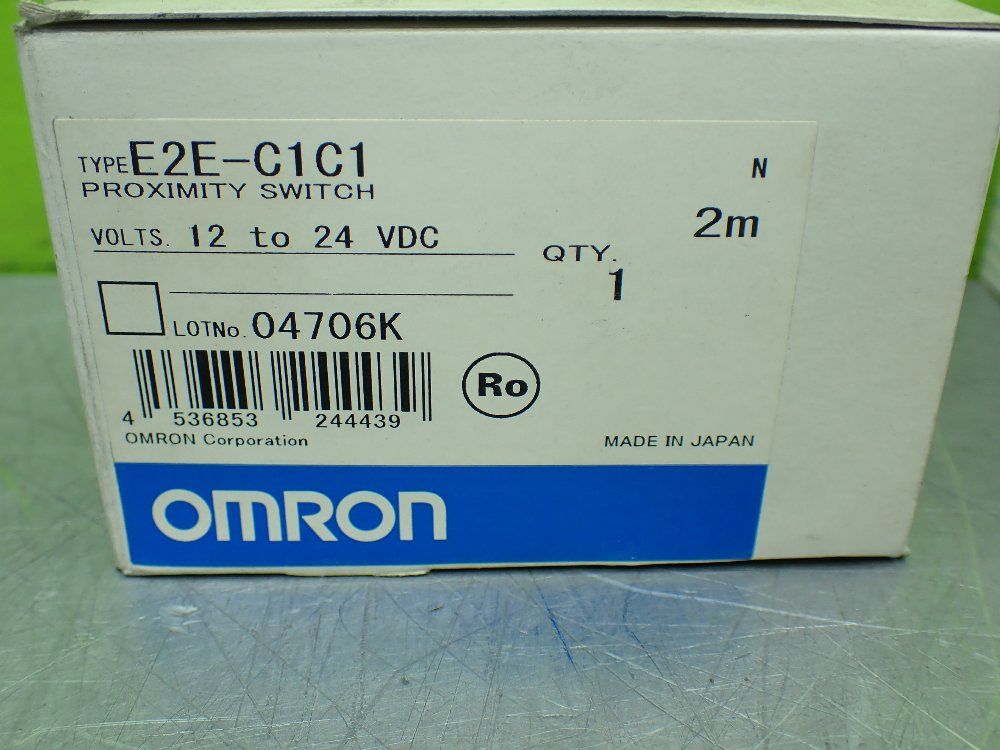 TYPE E2E-C1C1 N
PROXIMITY SWITCH
2m
VOLTS. 12 to 24 VDC
QTY.
1
LOTNo. 04706K
Ro
4 536853 244439
OMRON Corporation MADE IN JAPAN
OMRON